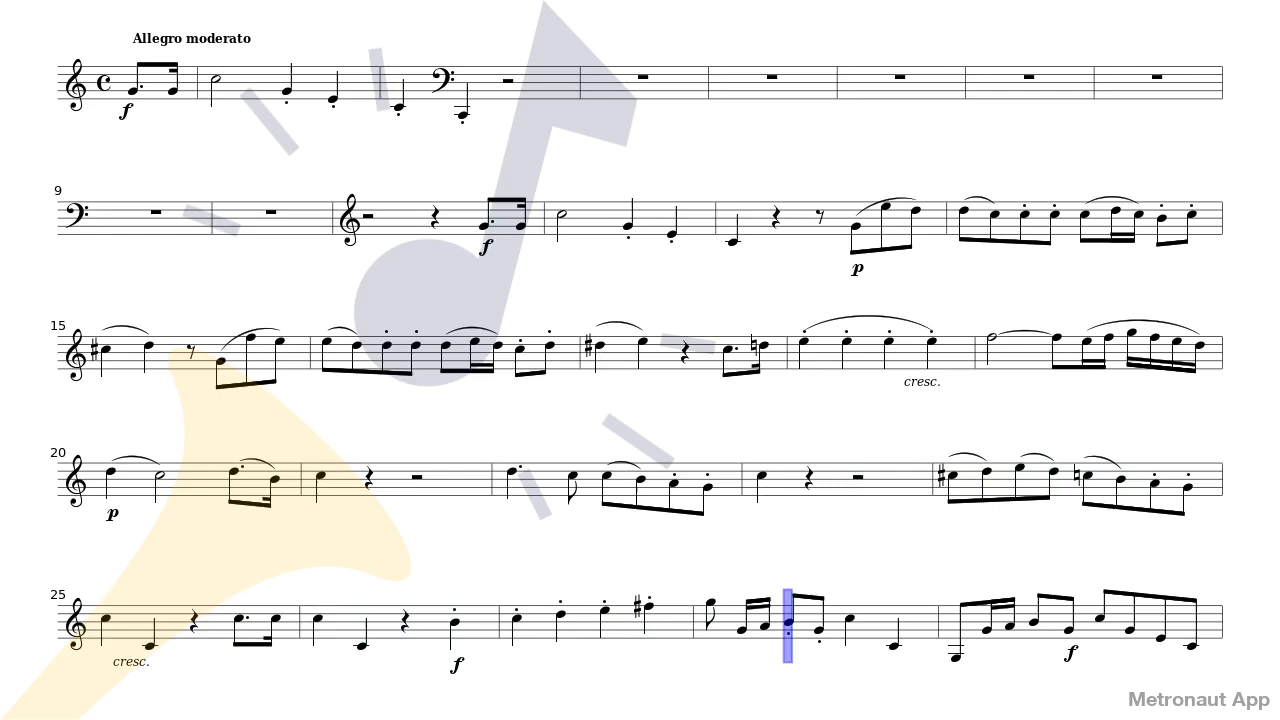 Allegro moderato
f
9
f
p
15
cresc.
20
p
25
cresc.
f
f
Metronaut App